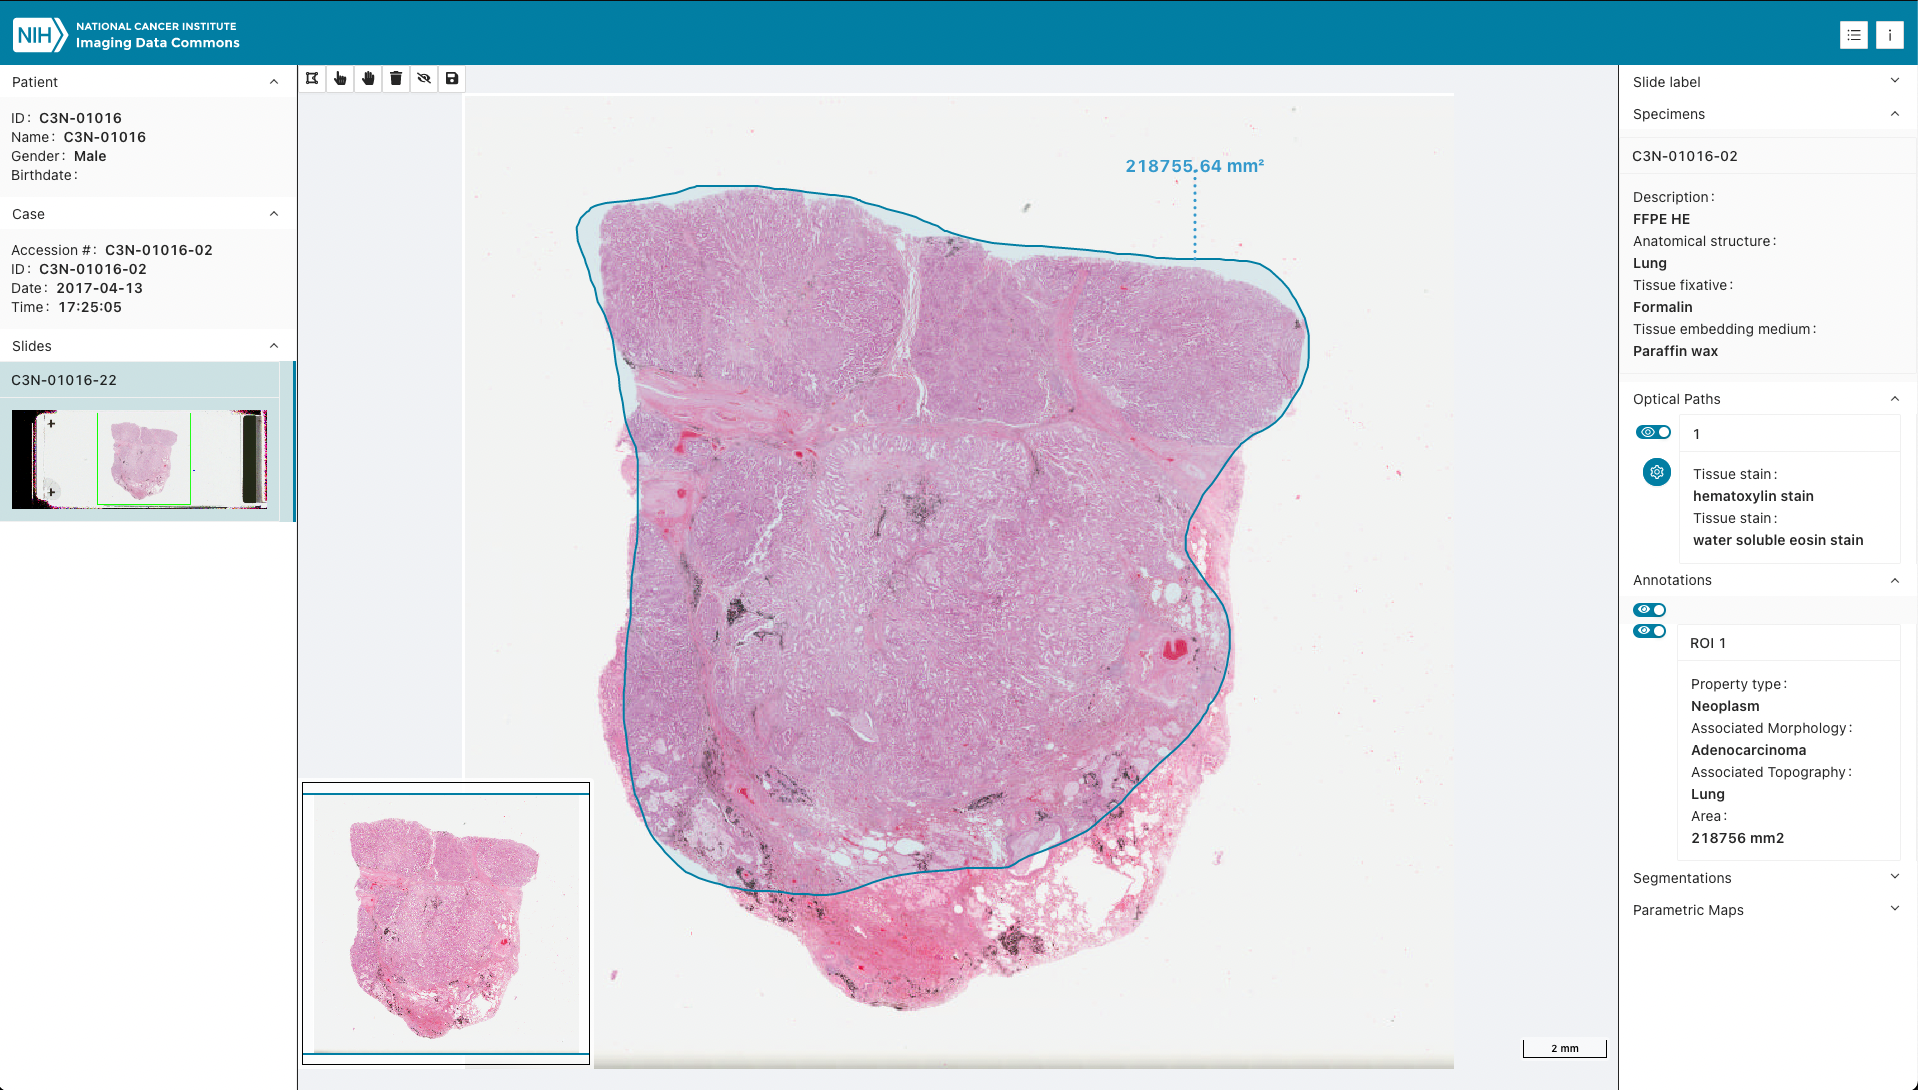 NIH
NATIONAL CANCER INSTITUTE
Imaging Data Commons
Patient
ID: C3N-01016
Name: C3N-01016
Gender: Male
Birthdate:
Case
Accession #: C3N-01016-02
ID: C3N-01016-02
Date: 2017-04-13
Time: 17:25:05
Slides
C3N-01016-22
218755.64 mm²
2 mm
Slide label
Specimens
C3N-01016-02
Description:
FFPE HE
Anatomical structure:
Lung
Tissue fixative:
Formalin
Tissue embedding medium:
Paraffin wax
Optical Paths
1
Tissue stain:
hematoxylin stain
Tissue stain:
water soluble eosin stain
Annotations
ROI 1
Property type:
Neoplasm
Associated Morphology:
Adenocarcinoma
Associated Topography:
Lung
Area:
218756 mm2
Segmentations
Parametric Maps